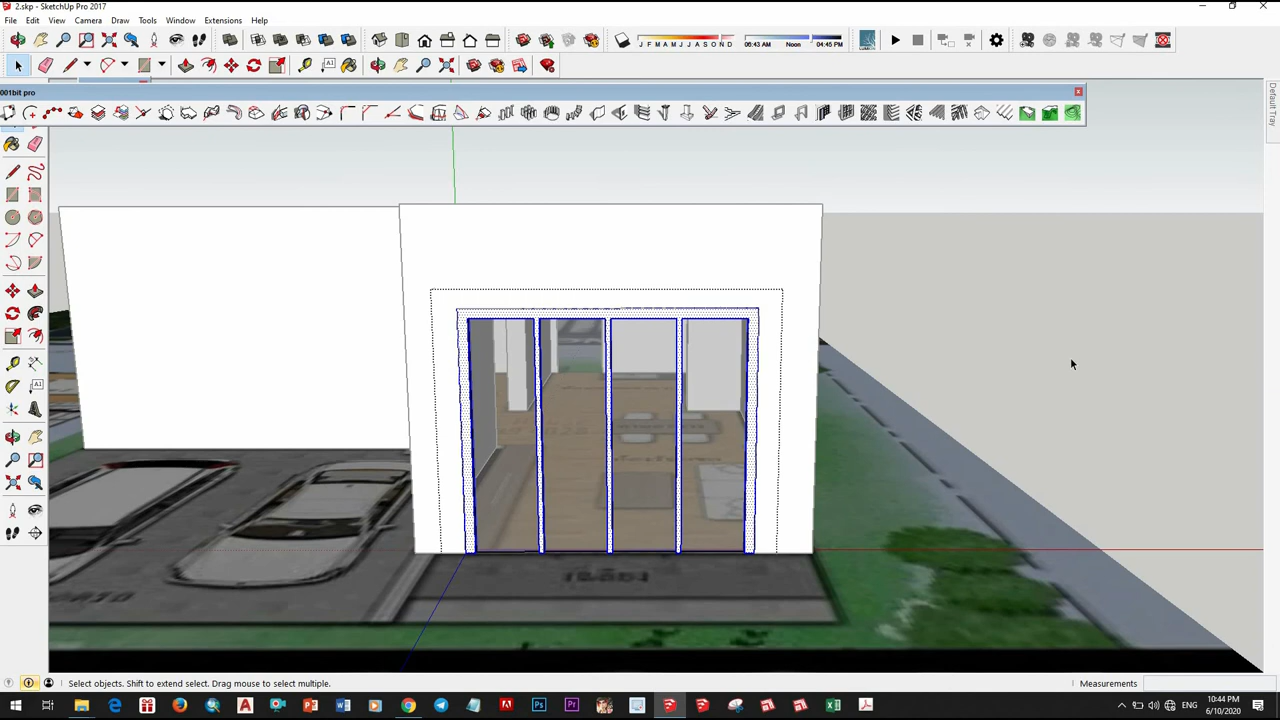 2.skp - SketchUp Pro 2017
File Edit View Camera Draw Tools Window Extensions Help
J F M A M J J A S O N D
06:43 AM Noon 04:45 PM
001bit pro
Default Tray
Select objects. Shift to extend select. Drag mouse to select multiple.
Measurements
ENG
10:44 PM
6/10/2020